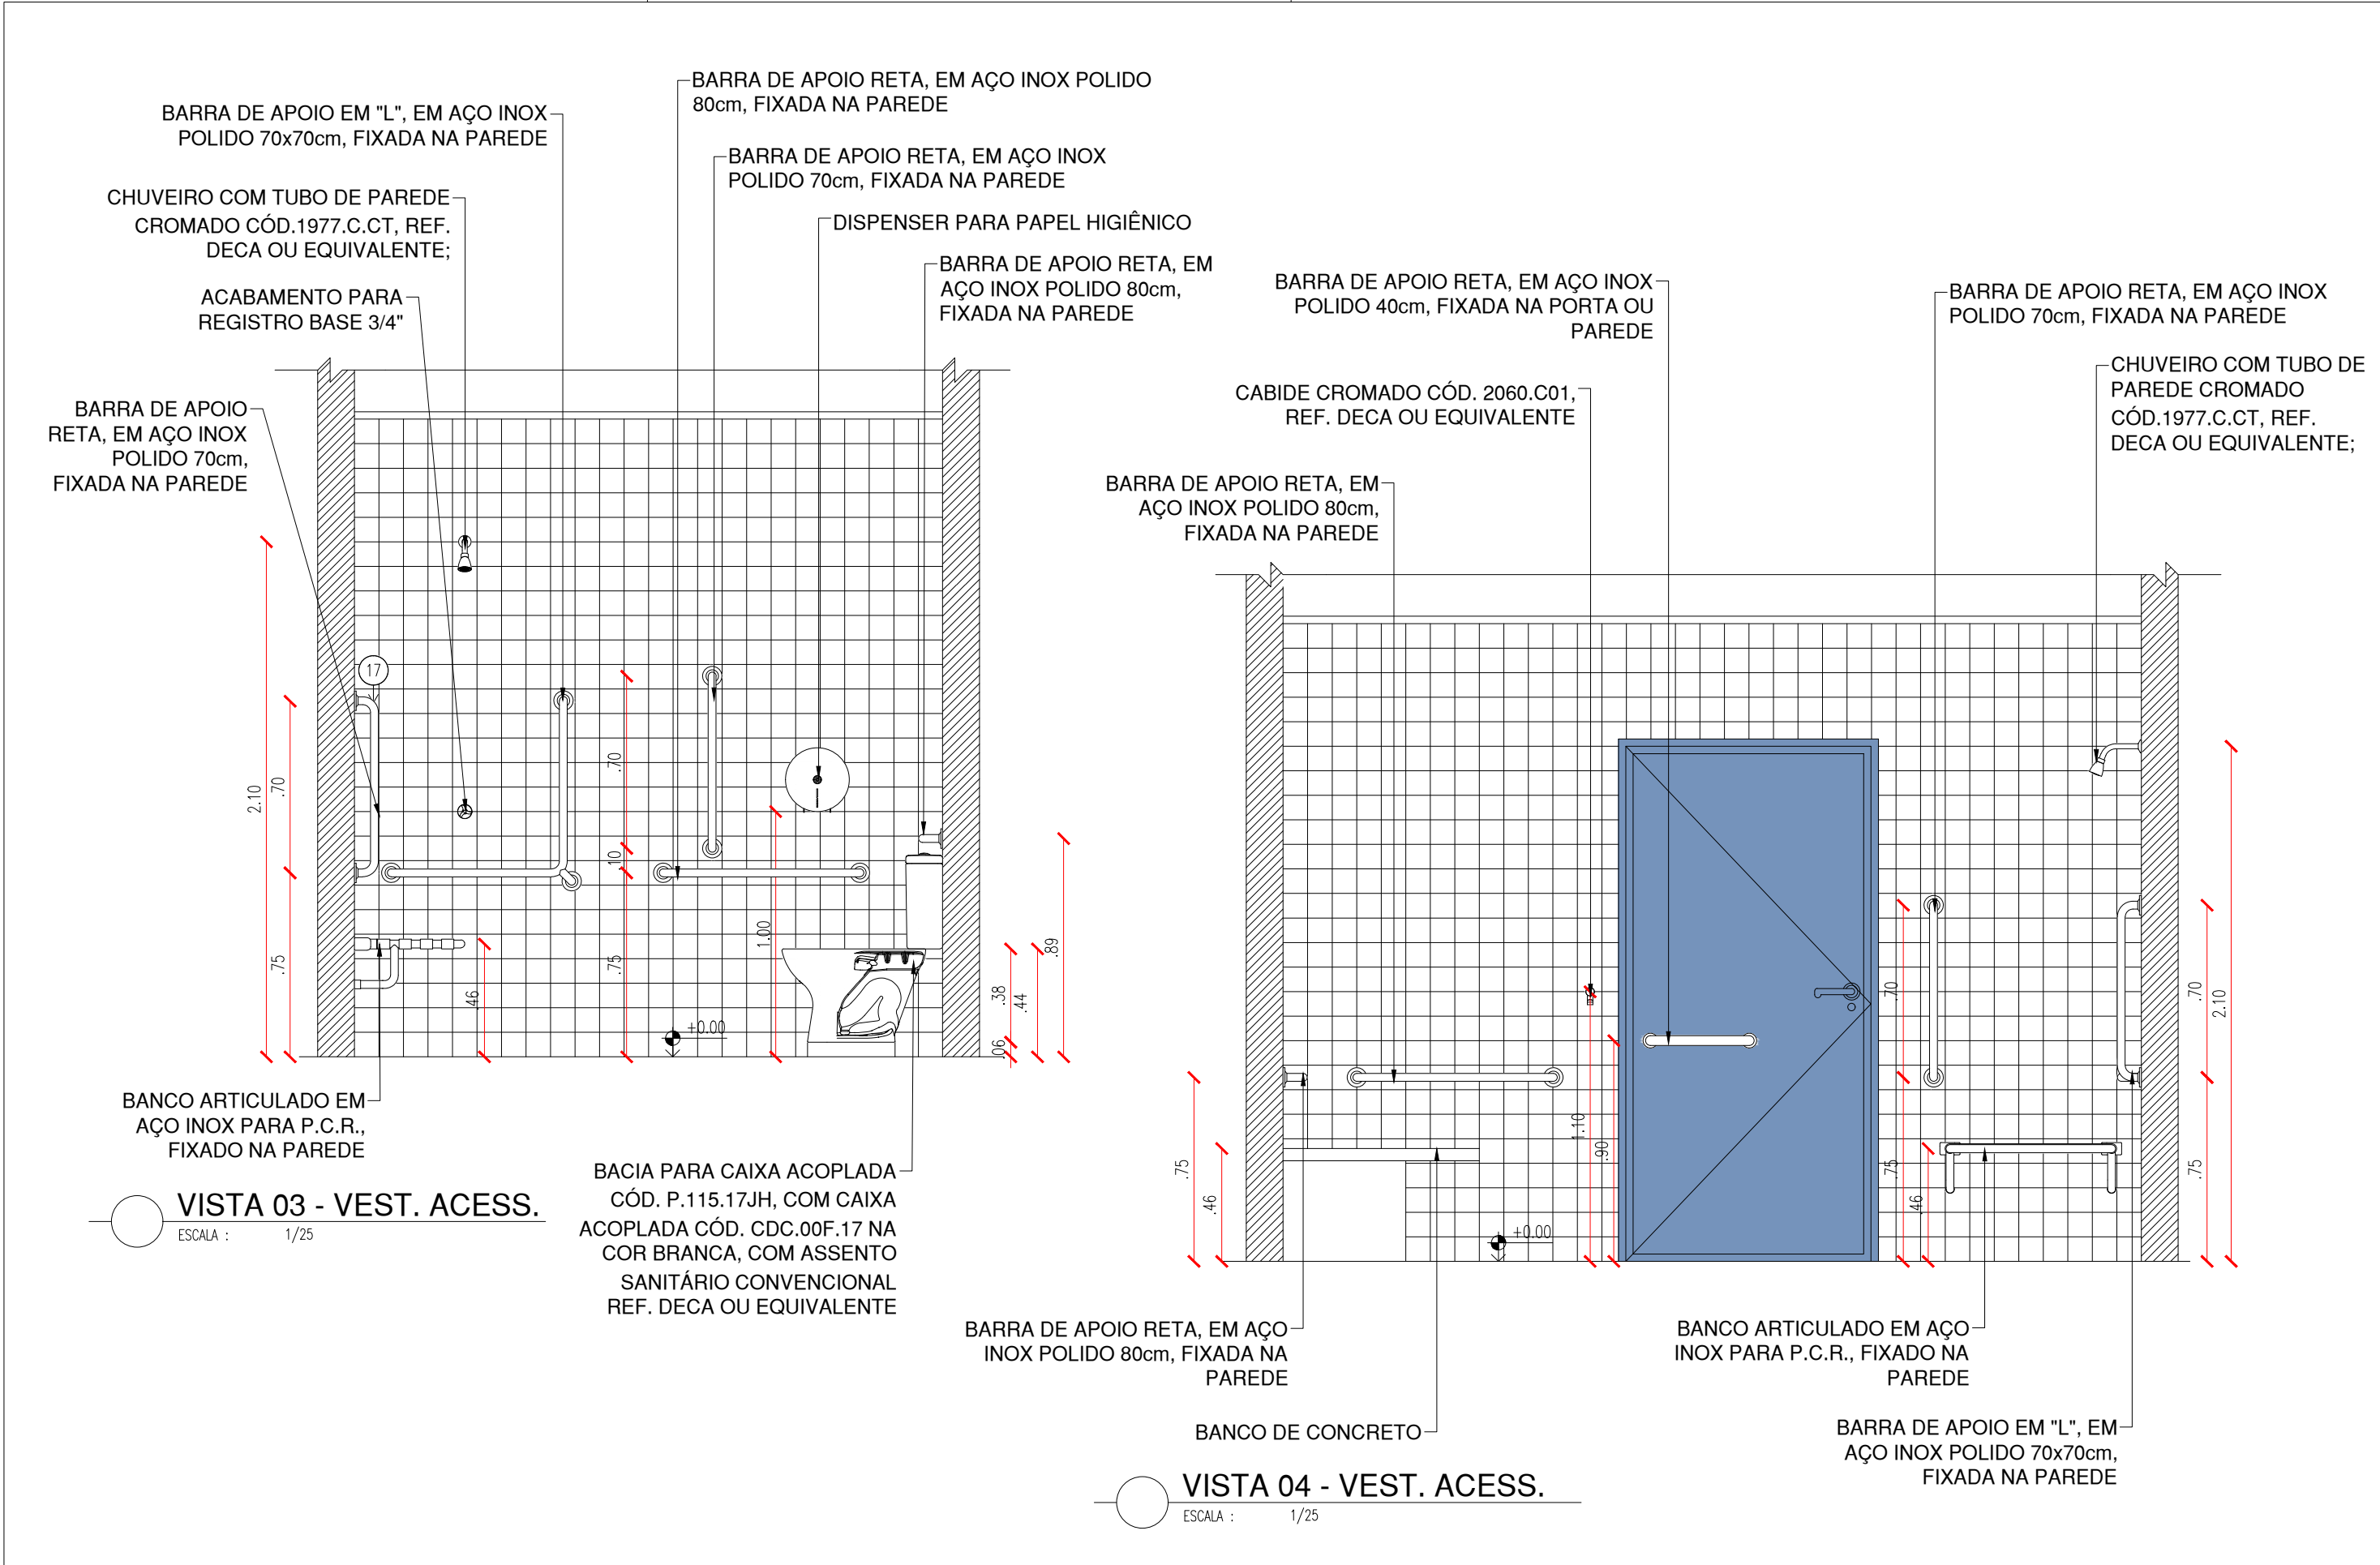 BARRA DE APOIO RETA, EM AÇO INOX POLIDO
80cm, FIXADA NA PAREDE
BARRA DE APOIO EM "L", EM AÇO INOX
POLIDO 70x70cm, FIXADA NA PAREDE
BARRA DE APOIO RETA, EM AÇO INOX
POLIDO 70cm, FIXADA NA PAREDE
CHUVEIRO COM TUBO DE PAREDE
CROMADO CÓD.1977.C.CT, REF.
DECA OU EQUIVALENTE;
DISPENSER PARA PAPEL HIGIÊNICO
BARRA DE APOIO RETA, EM
AÇO INOX POLIDO 80cm,
FIXADA NA PAREDE
ACABAMENTO PARA
REGISTRO BASE 3/4"
BARRA DE APOIO
RETA, EM AÇO INOX
POLIDO 70cm,
FIXADA NA PAREDE
17
2.10
.70
.75
.46
.70
.10
.75
1.00
+0.00
.38
.06
.44
.89
BANCO ARTICULADO EM
AÇO INOX PARA P.C.R.,
FIXADO NA PAREDE
BACIA PARA CAIXA ACOPLADA
CÓD. P.115.17JH, COM CAIXA
ACOPLADA CÓD. CDC.00F.17 NA
COR BRANCA, COM ASSENTO
SANITÁRIO CONVENCIONAL
REF. DECA OU EQUIVALENTE
VISTA 03 - VEST. ACESS.
ESCALA : 1/25
BARRA DE APOIO RETA, EM AÇO INOX
POLIDO 40cm, FIXADA NA PORTA OU
PAREDE
BARRA DE APOIO RETA, EM AÇO INOX
POLIDO 70cm, FIXADA NA PAREDE
CHUVEIRO COM TUBO DE
PAREDE CROMADO
CÓD.1977.C.CT, REF.
DECA OU EQUIVALENTE;
CABIDE CROMADO CÓD. 2060.C01,
REF. DECA OU EQUIVALENTE
BARRA DE APOIO RETA, EM
AÇO INOX POLIDO 80cm,
FIXADA NA PAREDE
.75
.46
+0.00
1.10
.90
.70
.75
.46
.70
.75
2.10
BARRA DE APOIO RETA, EM AÇO
INOX POLIDO 80cm, FIXADA NA
PAREDE
BANCO DE CONCRETO
BANCO ARTICULADO EM AÇO
INOX PARA P.C.R., FIXADO NA
PAREDE
BARRA DE APOIO EM "L", EM
AÇO INOX POLIDO 70x70cm,
FIXADA NA PAREDE
VISTA 04 - VEST. ACESS.
ESCALA : 1/25